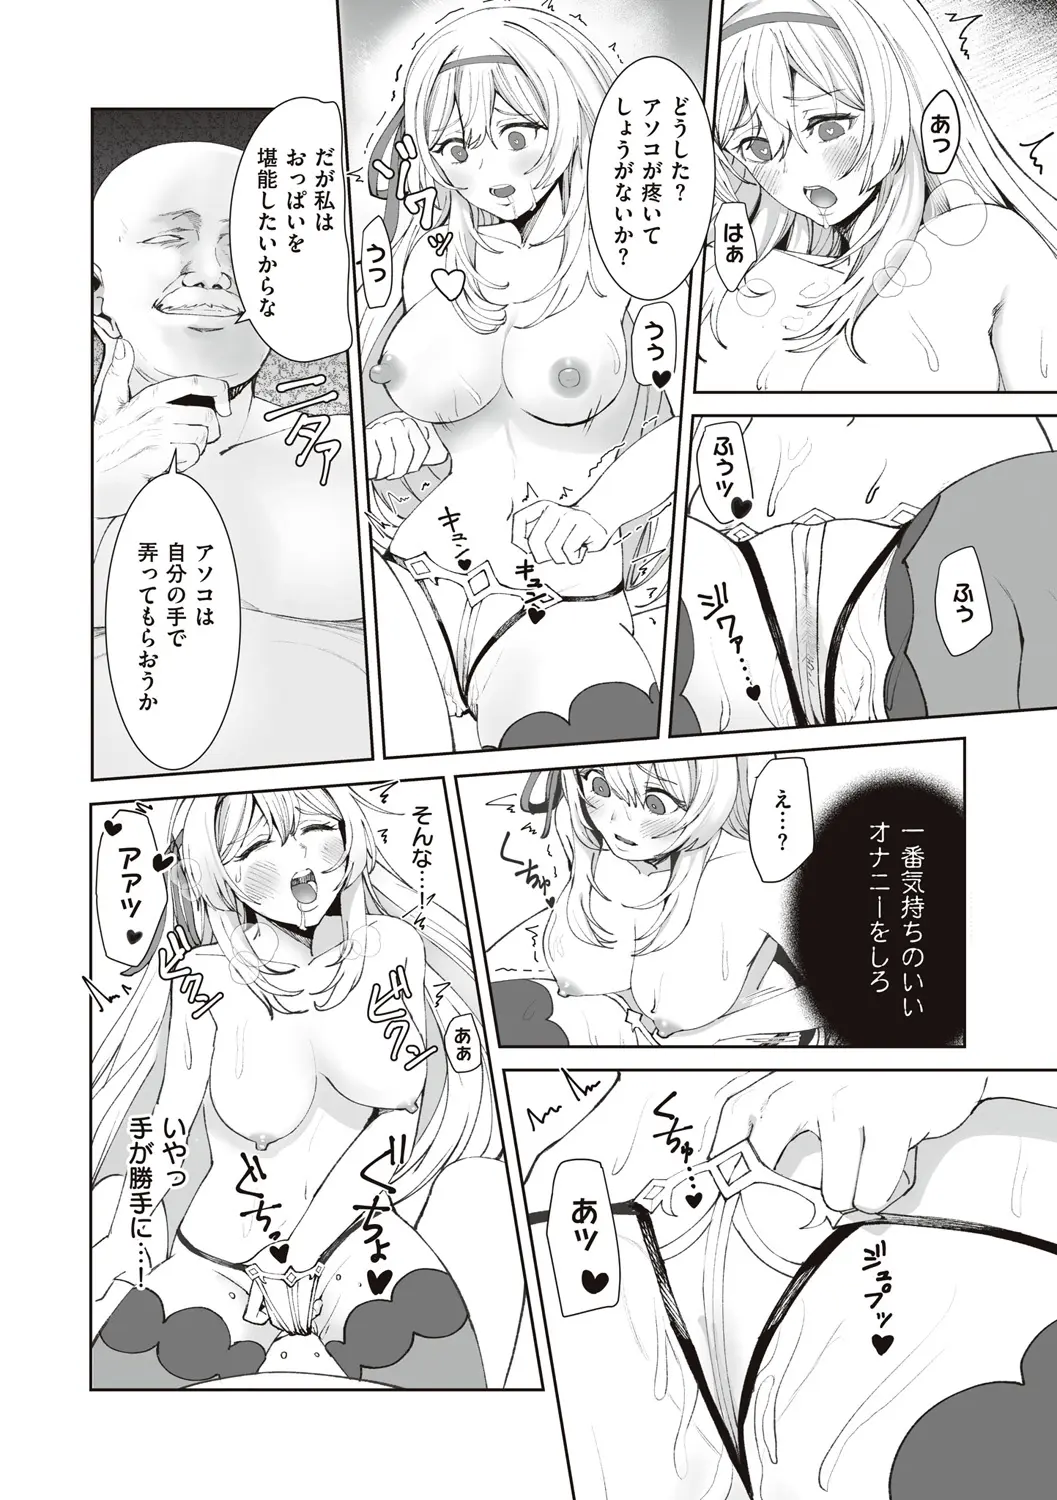 あっ
はぁ
どうした?
アソコが疼いて
しょうがないか?
ビクッ
ううっ
うぅ♥
キュン♥
キュン♥
だが私は
おっぱいを
堪能したいからな
ニタァ
アソコは
自分の手で
弄ってもらおうか
ふぅッ♥
ふぅ
ジワァ…♥
一番気持ちのいい
オナニーをしろ
え…?
くちゅ♥
くちゅ…♥
あッ♥
ジュプッ♥
そんな…!
♥アアッ♥
ビクン
ビクン
あぁ
いやっ
手が勝手に…!
ぐちっ♥
ぐちょ♥